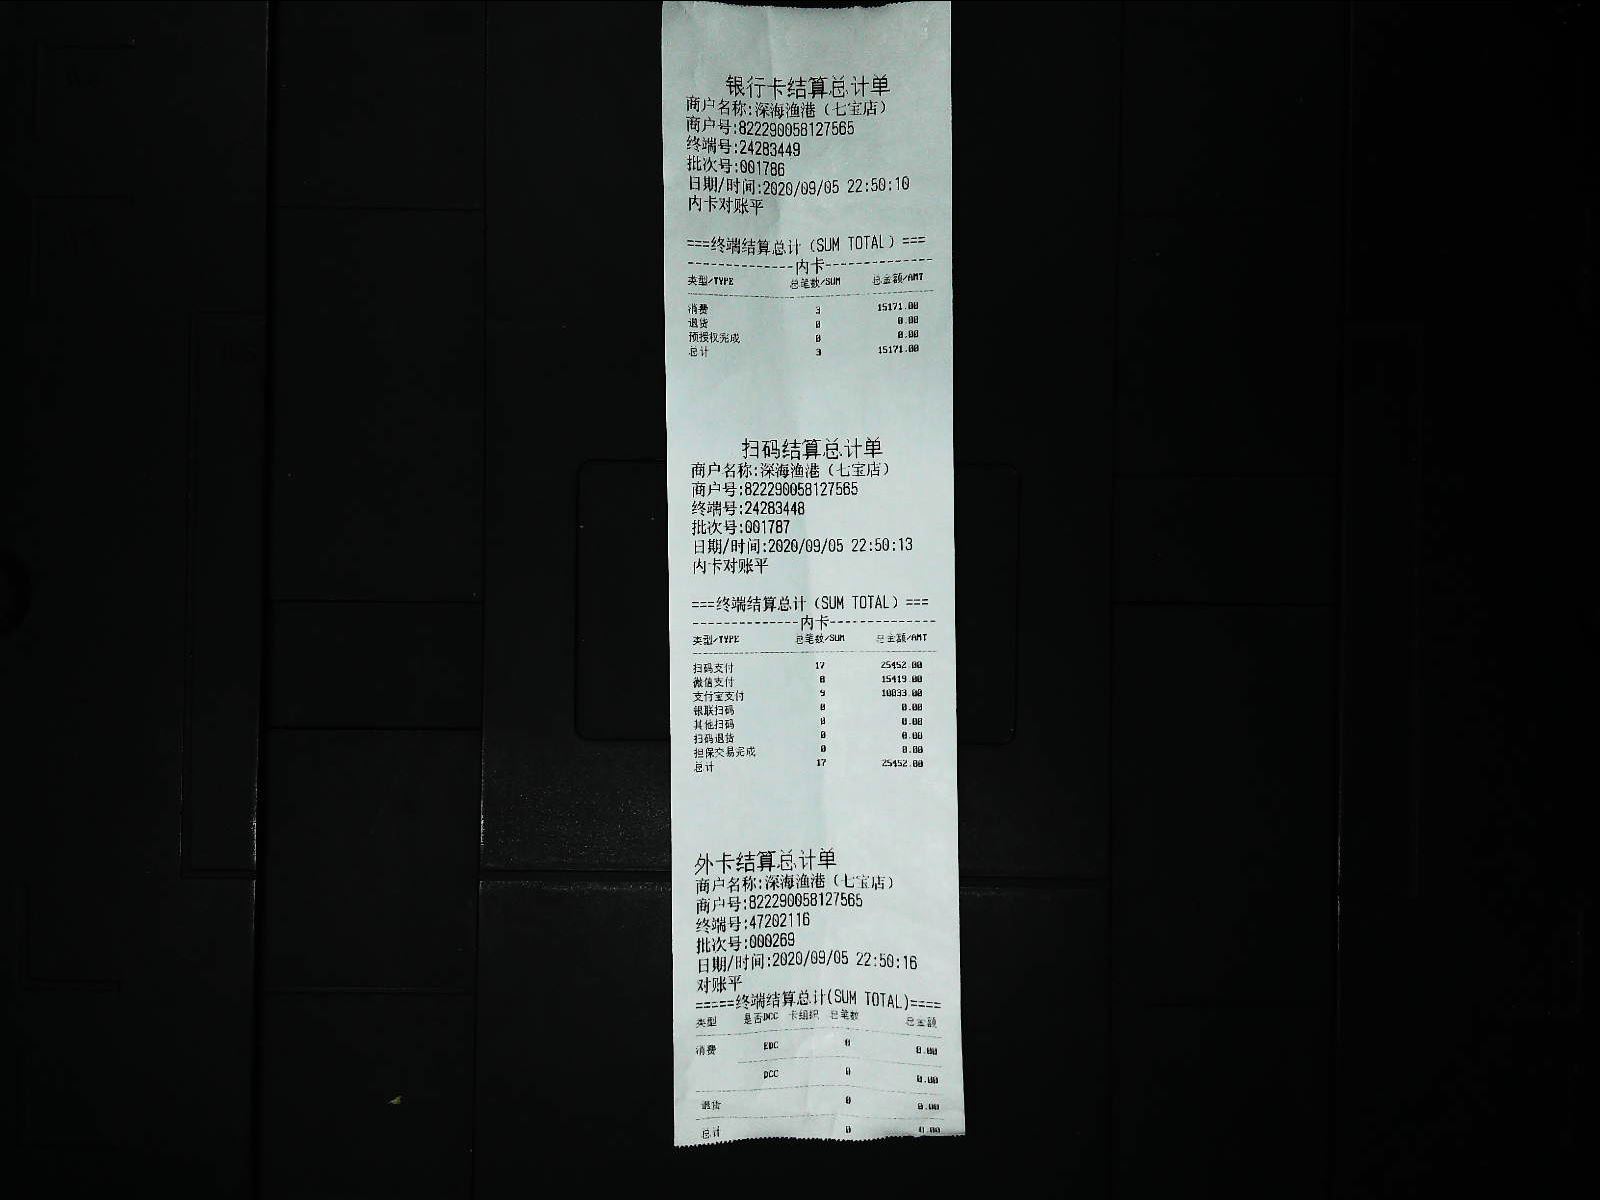 银行卡结算总计单
商户名称:深海渔港（七宝店）
商户号:822290058127565
终端号:24283449
批次号:001786
日期/时间:2020/09/05 22:50:10
内卡对账平
===终端结算总计（SUM TOTAL）===
--------------内卡--------------
类型/TYPE 总笔数/SUM 总金额/AMT
消费 3 15171.00
退货 0 0.00
预授权完成 0 0.00
总计 3 15171.00
扫码结算总计单
商户名称:深海渔港（七宝店）
商户号:822290058127565
终端号:24283448
批次号:001787
日期/时间:2020/09/05 22:50:13
内卡对账平
===终端结算总计（SUM TOTAL）===
--------------内卡--------------
类型/TYPE 总笔数/SUM 总金额/AMT
扫码支付 17 25452.00
微信支付 8 15419.00
支付宝支付 9 10033.00
银联扫码 0 0.00
其他扫码 0 0.00
扫码退货 0 0.00
担保交易完成 0 0.00
总计 17 25452.00
外卡结算总计单
商户名称:深海渔港（七宝店）
商户号:822290058127565
终端号:47202116
批次号:000269
日期/时间:2020/09/05 22:50:16
对账平
=====终端结算总计(SUM TOTAL)====
类型 是否DCC 卡组织 总笔数 总金额
消费 EDC 0 0.00
DCC 0 0.00
退货 0 0.00
总计 0 0.00